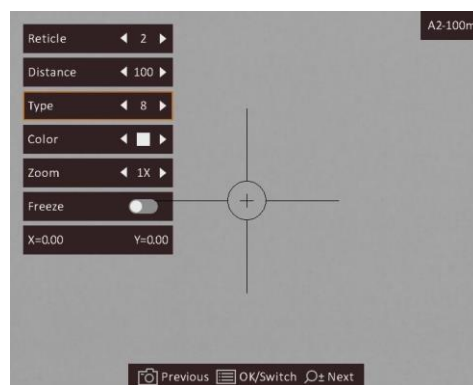 A2-100m
Reticle 2
Distance 100
Type 8
Color
Zoom 1X
Freeze
X=0.00 Y=0.00
Previous OK/Switch Next